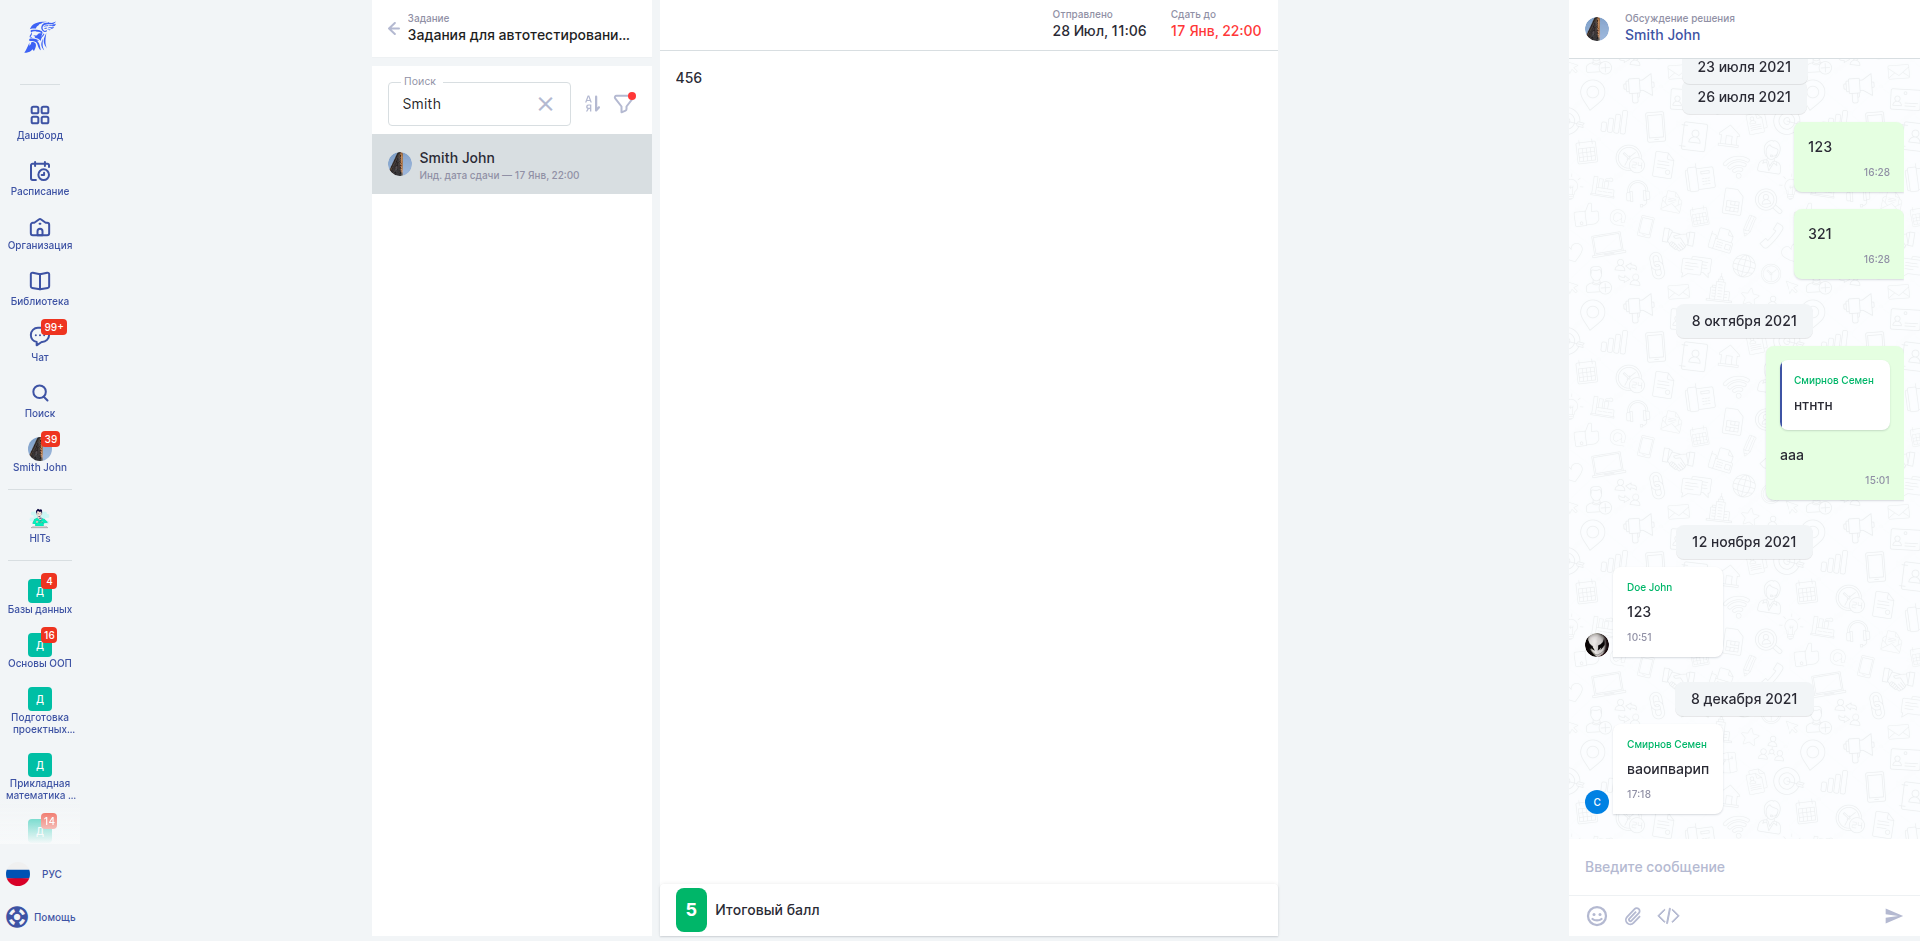 Дашборд
Расписание
Организация
Библиотека
99+
Чат
Поиск
39
Smith John
HITs
4
Д
Базы данных
16
Д
Основы ООП
Д
Подготовка
проектных...
Д
Прикладная
математика ...
14
Д
РУС
Помощь
Задание
Задания для автотестировани...
Поиск
Smith
А
Я
Smith John
Инд. дата сдачи — 17 Янв, 22:00
Отправлено
28 Июл, 11:06
Сдать до
17 Янв, 22:00
456
5 Итоговый балл
Обсуждение решения
Smith John
23 июля 2021
26 июля 2021
123
16:28
321
16:28
8 октября 2021
Смирнов Семен
нтнтн
ааа
15:01
12 ноября 2021
Doe John
123
10:51
8 декабря 2021
Смирнов Семен
ваоипварип
17:18
С
Введите сообщение